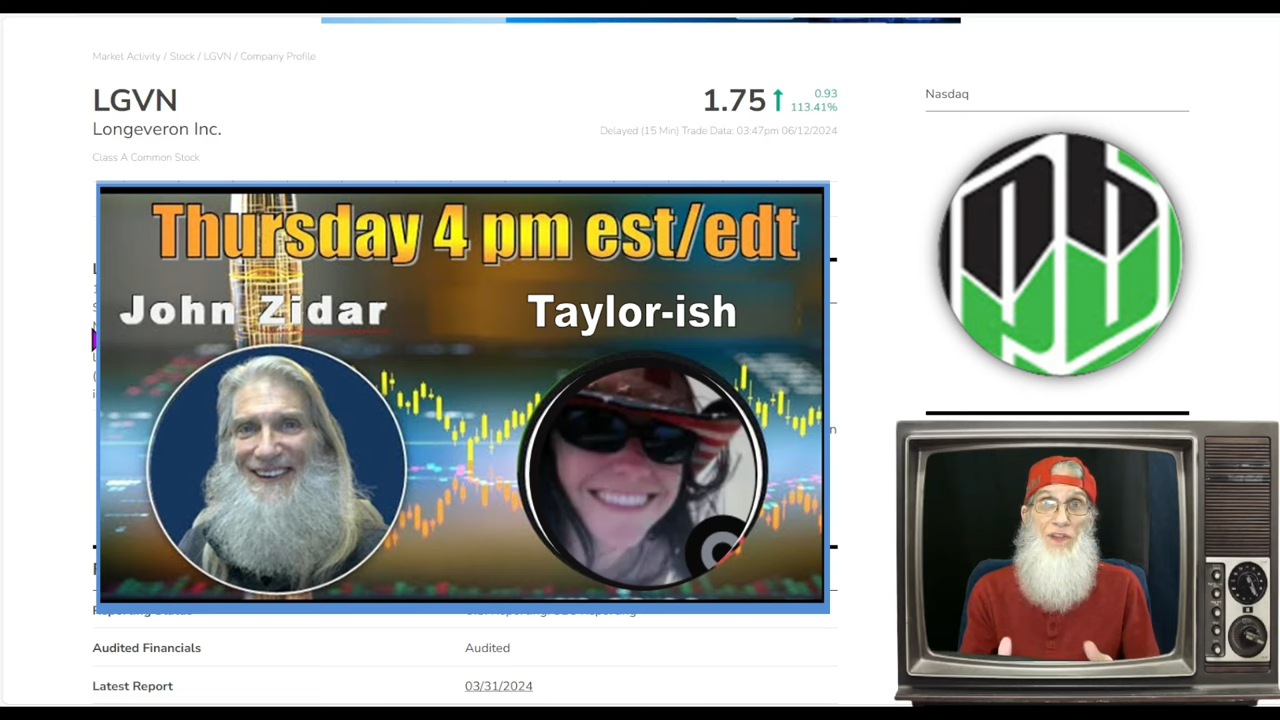 Market Activity / Stock / LGVN / Company Profile
LGVN
Longeveron Inc.
Class A Common Stock
1.75
0.93
113.41%
Delayed (15 Min) Trade Data: 03:47pm 06/12/2024
Nasdaq
Thursday 4 pm est/edt
John Zidar
Taylor-ish
Audited Financials
Audited
Latest Report
03/31/2024